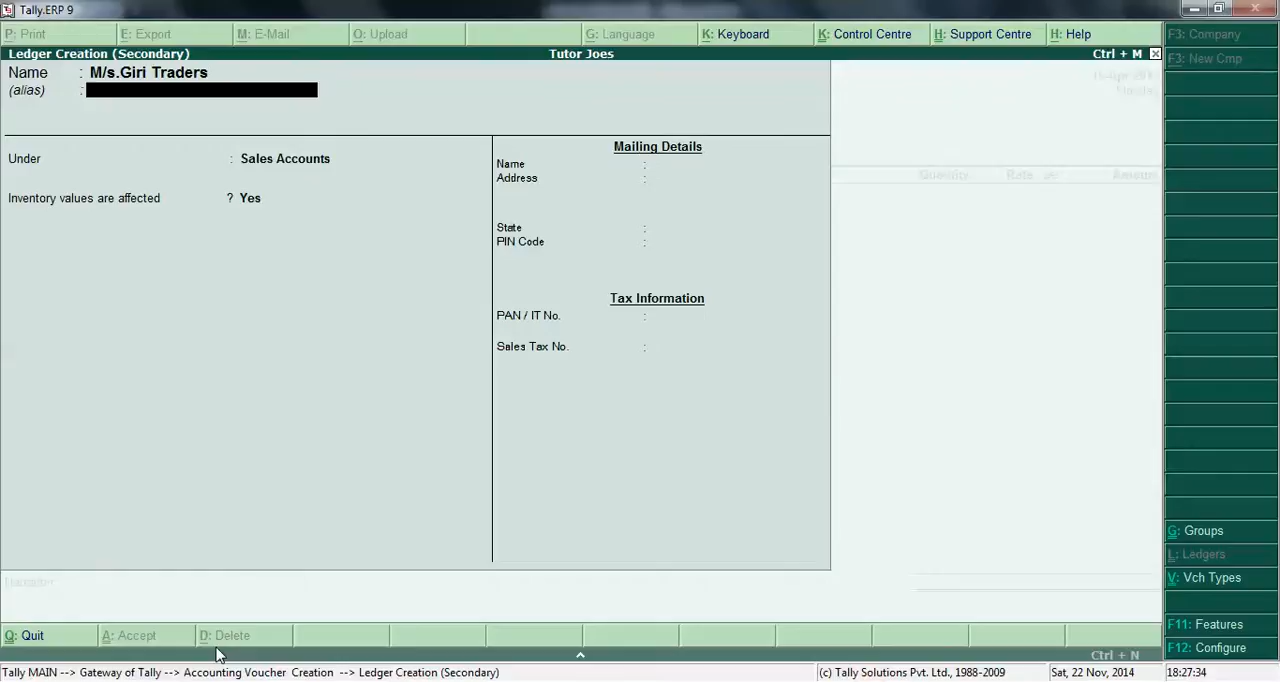 Tally.ERP 9
P: Print E: Export M: E-Mail O: Upload G: Language K: Keyboard K: Control Centre H: Support Centre H: Help F3: Company
Ledger Creation (Secondary) Tutor Joes Ctrl + M
F3: New Cmp
Name : M/s.Giri Traders
(alias) :
Under : Sales Accounts
Inventory values are affected ? Yes
Mailing Details
Name :
Address :
State :
PIN Code :
Tax Information
PAN / IT No. :
Sales Tax No. :
Quantity Rate per Amount
G: Groups
L: Ledgers
V: Vch Types
F11: Features
F12: Configure
Q: Quit A: Accept D: Delete
Ctrl + N
Tally MAIN --> Gateway of Tally --> Accounting Voucher Creation --> Ledger Creation (Secondary) (c) Tally Solutions Pvt. Ltd., 1988-2009 Sat, 22 Nov, 2014 18:27:34